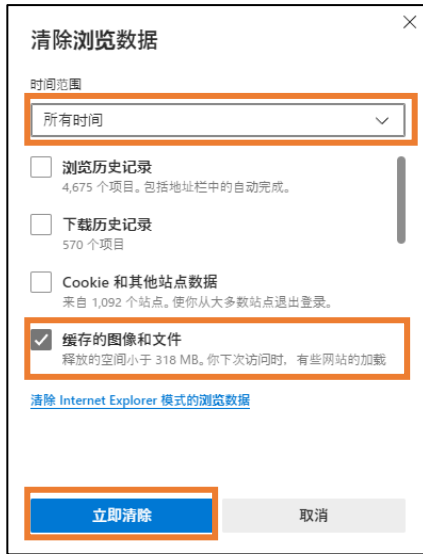 清除浏览数据
时间范围
所有时间
浏览历史记录
4,675 个项目。包括地址栏中的自动完成。
下载历史记录
570 个项目
Cookie 和其他站点数据
来自 1,092 个站点。使你从大多数站点退出登录。
缓存的图像和文件
释放的空间小于 318 MB。你下次访问时，有些网站的加载
清除 Internet Explorer 模式的浏览数据
立即清除
取消